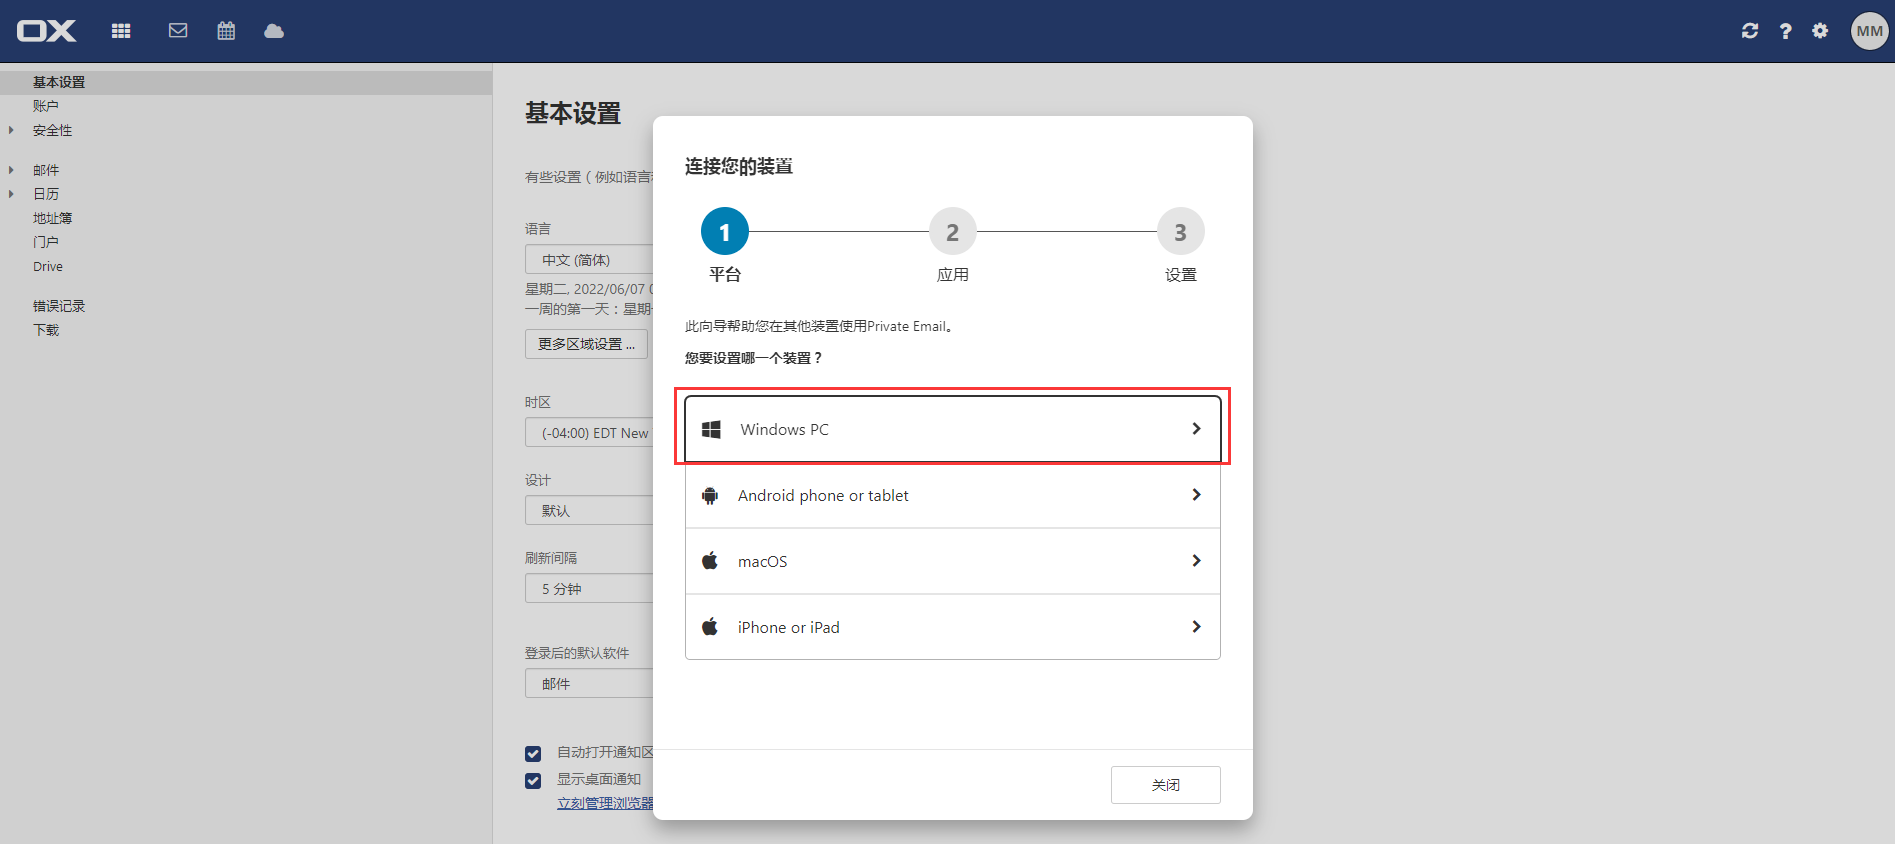 OX
MM
基本设置
账户
安全性
邮件
日历
地址簿
门户
Drive
错误记录
下载
基本设置
有些设置（例如语言
语言
中文 (简体)
星期二, 2022/06/07
一周的第一天：星期
更多区域设置 ...
时区
(-04:00) EDT New
设计
默认
刷新间隔
5 分钟
登录后的默认软件
邮件
自动打开通知区
显示桌面通知
立刻管理浏览器
连接您的装置
1
2
3
平台
应用
设置
此向导帮助您在其他装置使用Private Email。
您要设置哪一个装置？
Windows PC
Android phone or tablet
macOS
iPhone or iPad
关闭